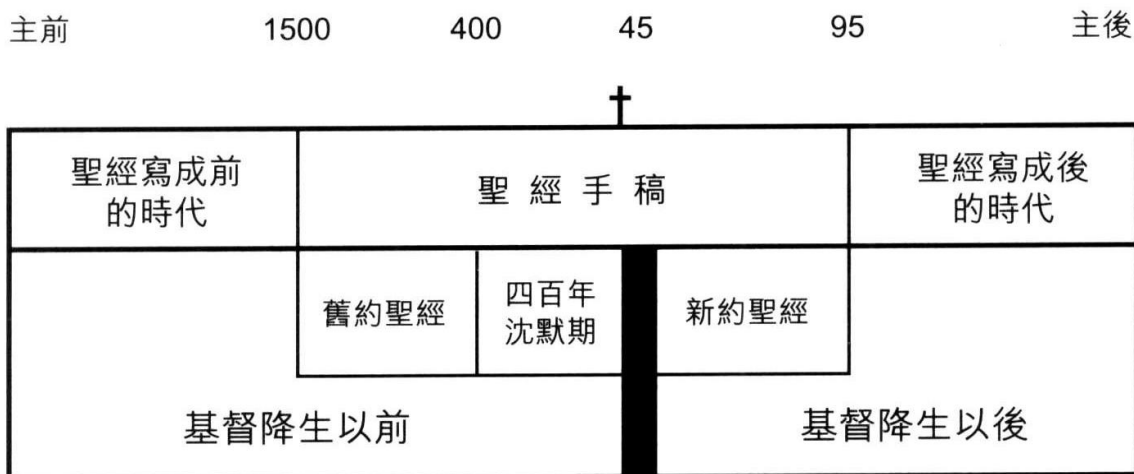 主前 1500 400 45 95 主後
聖經寫成前
的時代
聖經手稿
聖經寫成後
的時代
舊約聖經
四百年
沈默期
新約聖經
基督降生以前
基督降生以後